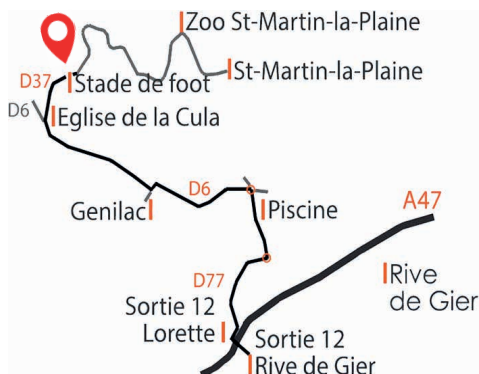 Zoo St-Martin-la-Plaine
St-Martin-la-Plaine
D37
Stade de foot
D6
Eglise de la Cula
D6
Genilac
Piscine
A47
D77
Rive
de Gier
Sortie 12
Lorette
Sortie 12
Rive de Gier